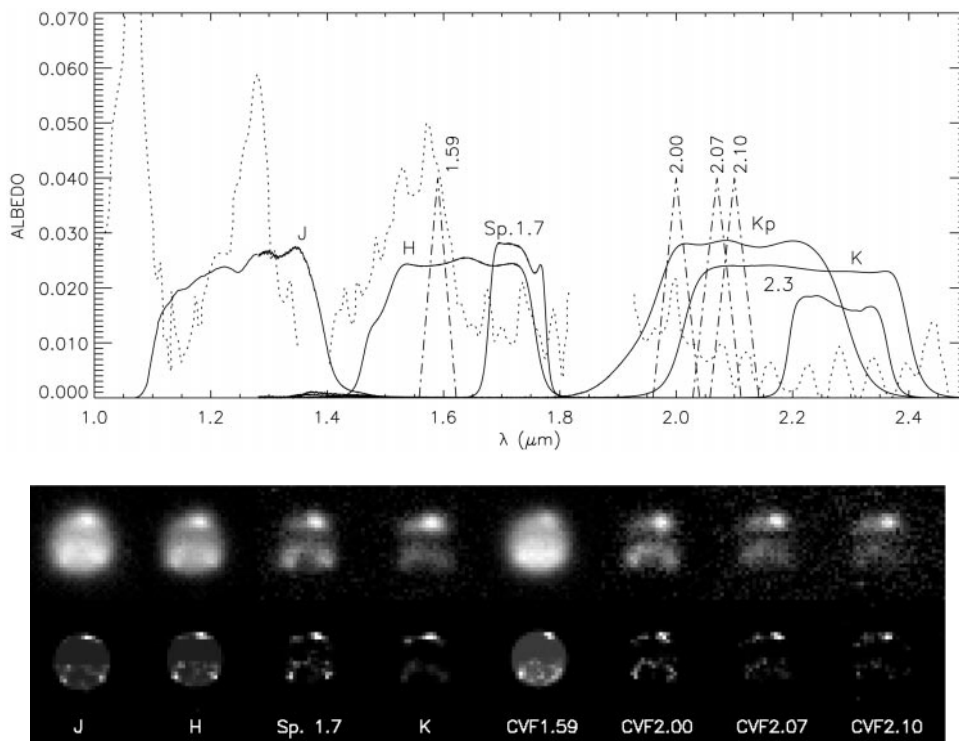 0.070
0.060
0.050
0.040
0.030
0.020
0.010
0.000
ALBEDO
1.0 1.2 1.4 1.6 1.8 2.0 2.2 2.4
λ (μm)
J
H
1.59
Sp.1.7
2.00
2.07
2.10
Kp
K
2.3
J H Sp. 1.7 K CVF1.59 CVF2.00 CVF2.07 CVF2.10